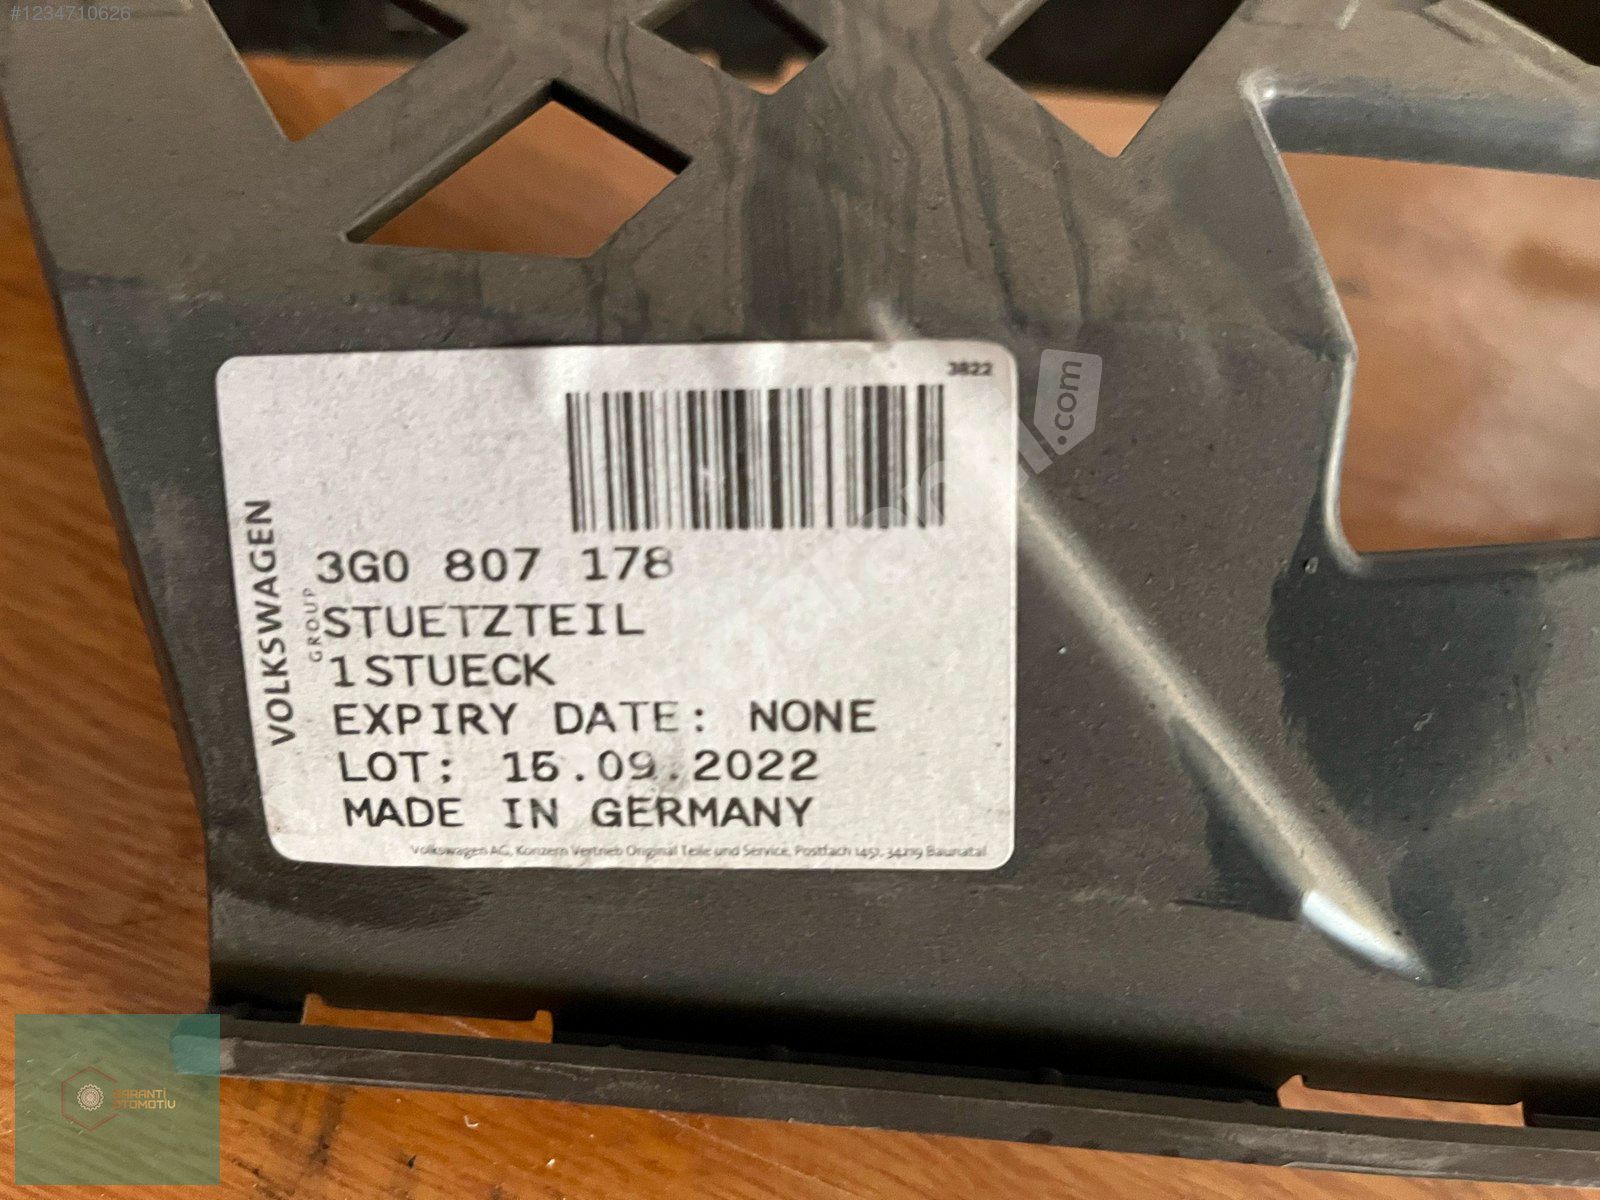 #1234710626
3822
VOLKSWAGEN
GROUP
3G0 807 178
STUETZTEIL
1STUECK
EXPIRY DATE: NONE
LOT: 15.09.2022
MADE IN GERMANY
Volkswagen AG, Konzern Vertrieb Original Teile und Service, Postfach 1451, 34219 Baunatal
.com
GARANTİ
OTOMOTİV